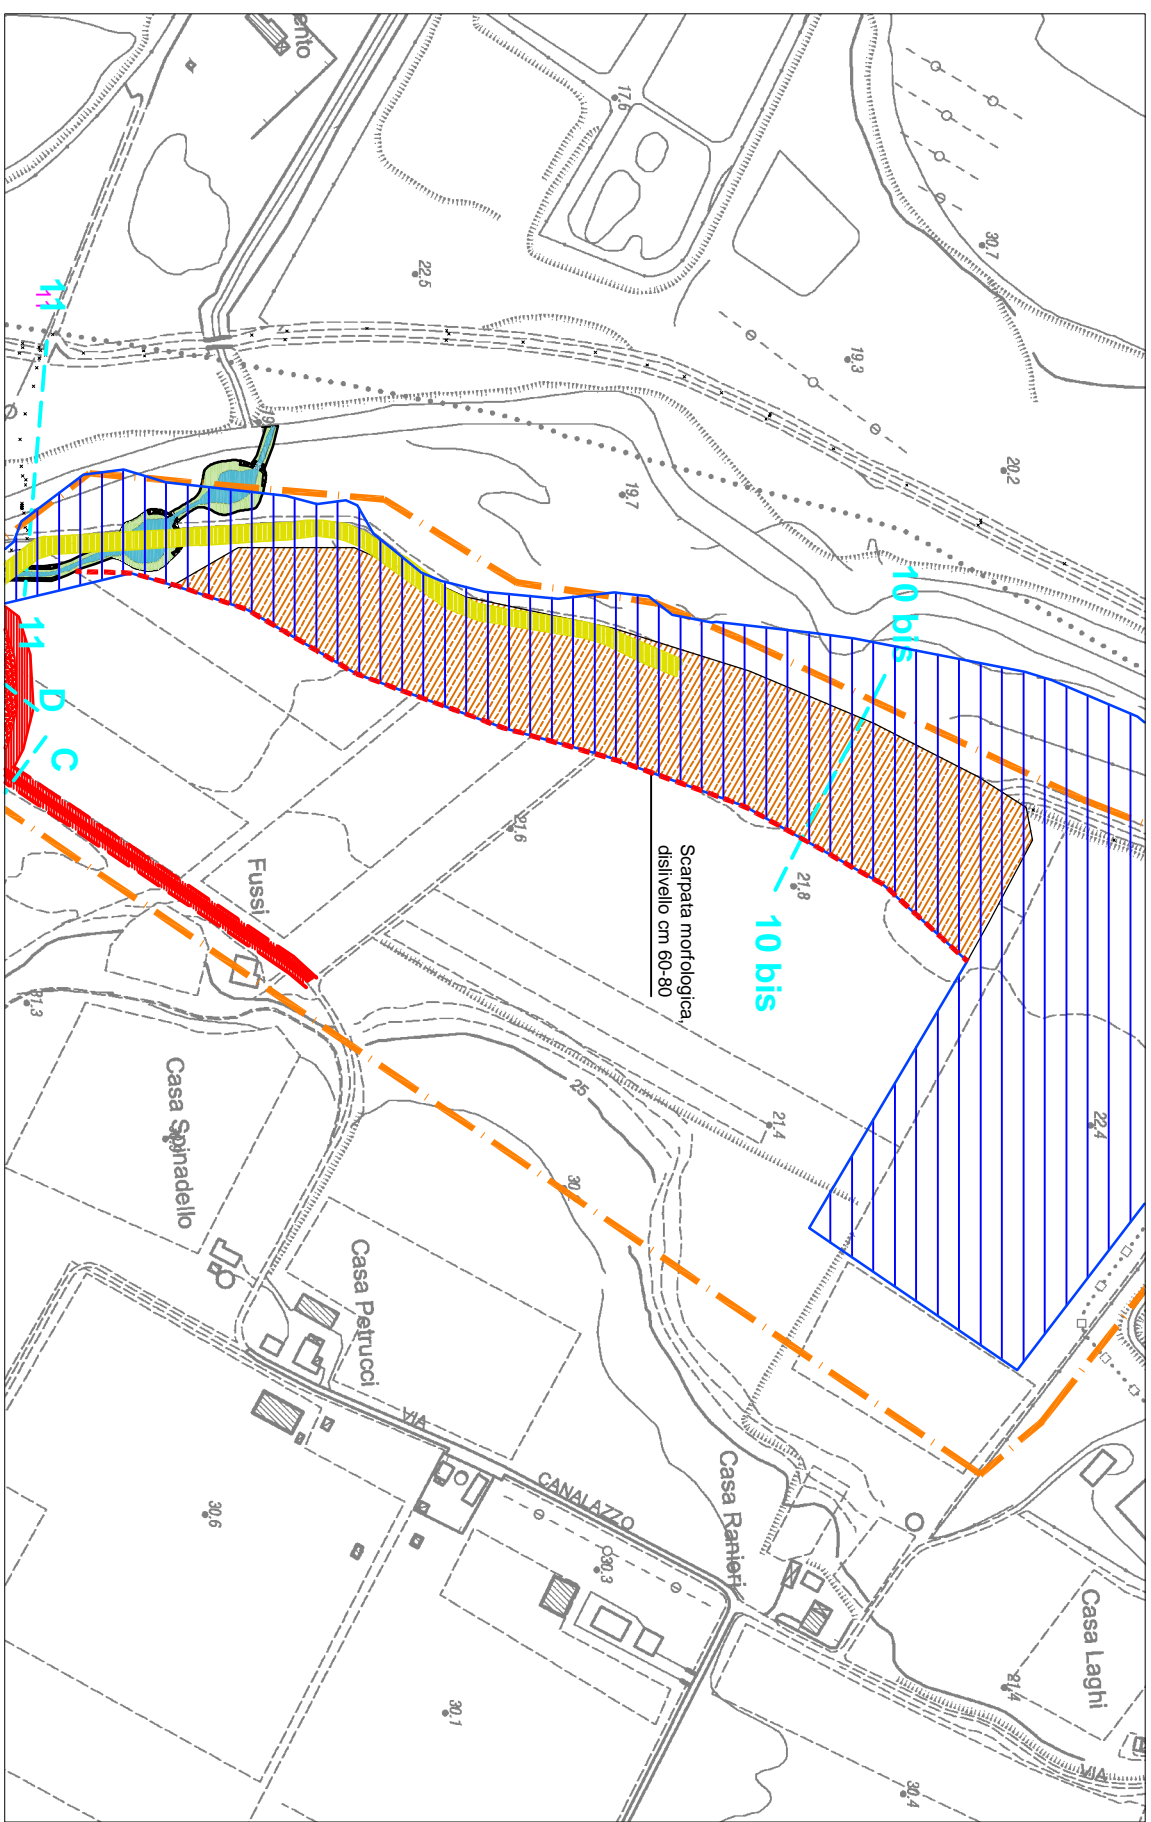 ento
17.6
30.7
22.5
19.3
20.2
19.7
11
11
10 bis
11
D
C
21.6
21.8
Scarpata morfologica,
dislivello cm 60-80
10 bis
Fussi
31.3
25
21.4
22.4
30.
Casa Spinadello
Casa Petrucci
VIA
CANALAZZO
Casa Ranieri
Casa Laghi
30.6
30.3
21.4
30.1
30.4
VIA